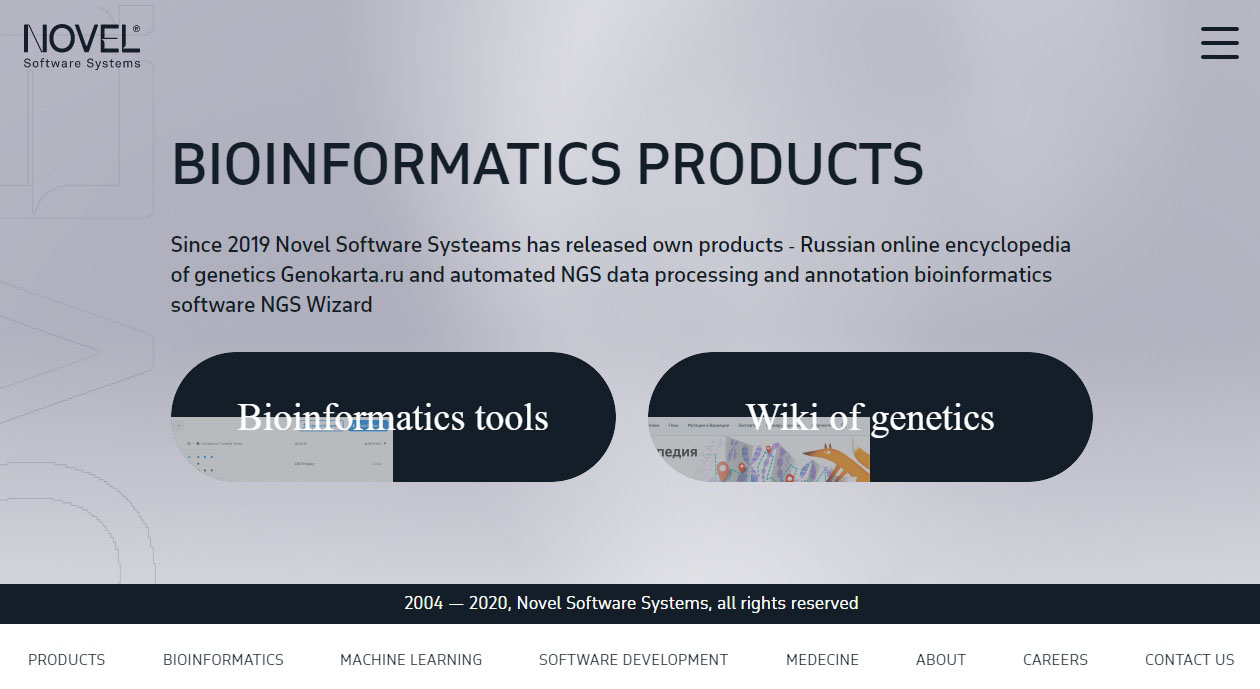 NOVEL®
Software Systems
BIOINFORMATICS PRODUCTS
Since 2019 Novel Software Systeams has released own products - Russian online encyclopedia
of genetics Genokarta.ru and automated NGS data processing and annotation bioinformatics
software NGS Wizard
Bioinformatics tools
Wiki of genetics
педия
2004 — 2020, Novel Software Systems, all rights reserved
PRODUCTS BIOINFORMATICS MACHINE LEARNING SOFTWARE DEVELOPMENT MEDECINE ABOUT CAREERS CONTACT US